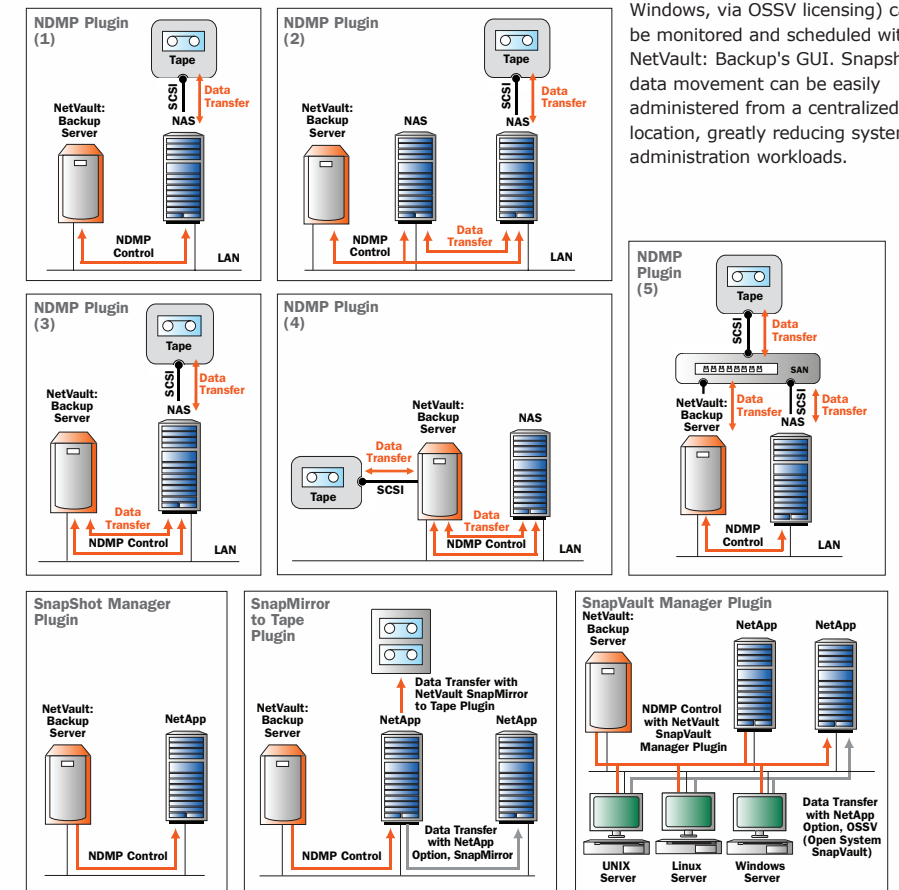 Windows, via OSSV licensing)
be monitored and scheduled
NetVault: Backup's GUI.
data movement can be easily
administered from a centralized
location, greatly reducing
administration workloads.
NDMP Plugin
(1)
Tape
SCSI
Data
Transfer
NetVault:
Backup
Server
NAS
NDMP
Control
LAN
NDMP Plugin
(2)
Tape
SCSI
Data
Transfer
NetVault:
Backup
Server
NAS
NAS
NDMP
Control
Data
Transfer
LAN
NDMP Plugin
(3)
Tape
SCSI
Data
Transfer
NetVault:
Backup
Server
NAS
Data
Transfer
NDMP Control
LAN
NDMP Plugin
(4)
NetVault:
Backup
Server
NAS
Data
Transfer
Tape
SCSI
Data
Transfer
NDMP Control
LAN
NDMP
Plugin
(5)
Tape
SCSI
Data
Transfer
SAN
NetVault:
Backup
Server
Data
Transfer
SCSI
NAS
Data
Transfer
NDMP
Control
LAN
SnapShot Manager
Plugin
NetVault:
Backup
Server
NetApp
NDMP Control
SnapMirror
to Tape
Plugin
Data Transfer with
NetVault SnapMirror
to Tape Plugin
NetVault:
Backup
Server
NetApp
NetApp
NDMP Control
Data Transfer
with NetApp
Option, SnapMirror
SnapVault Manager Plugin
NetVault:
Backup
Server
NetApp
NetApp
NDMP Control
with NetVault
SnapVault
Manager Plugin
Data Transfer
with NetApp
Option, OSSV
(Open System
SnapVault)
UNIX
Server
Linux
Server
Windows
Server